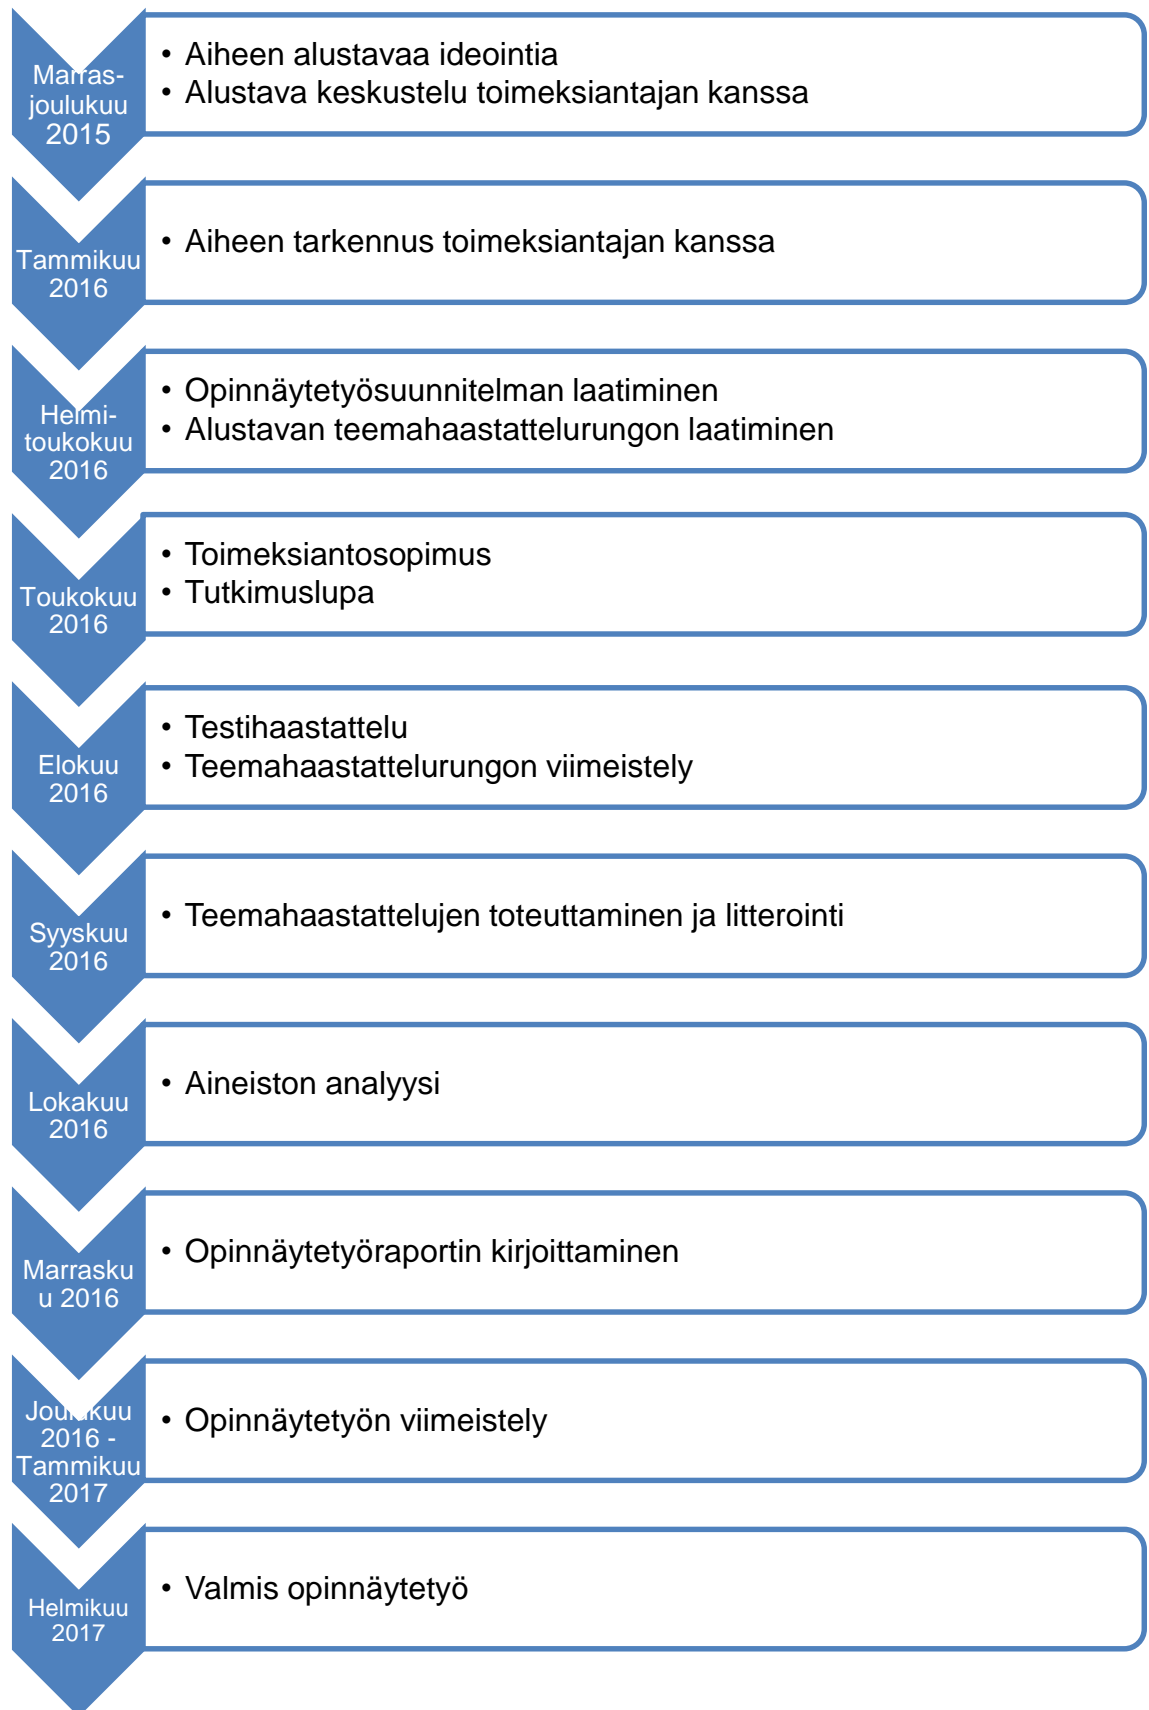 Marras-
joulukuu
2015
• Aiheen alustavaa ideointia
• Alustava keskustelu toimeksiantajan kanssa
Tammikuu
2016
• Aiheen tarkennus toimeksiantajan kanssa
Helmi-
toukokuu
2016
• Opinnäytetyösuunnitelman laatiminen
• Alustavan teemahaastattelurungon laatiminen
Toukokuu
2016
• Toimeksiantosopimus
• Tutkimuslupa
Elokuu
2016
• Testihaastattelu
• Teemahaastattelurungon viimeistely
Syyskuu
2016
• Teemahaastattelujen toteuttaminen ja litterointi
Lokakuu
2016
• Aineiston analyysi
Marrasku
u 2016
• Opinnäytetyöraportin kirjoittaminen
Joulukuu
2016 -
Tammikuu
2017
• Opinnäytetyön viimeistely
Helmikuu
2017
• Valmis opinnäytetyö